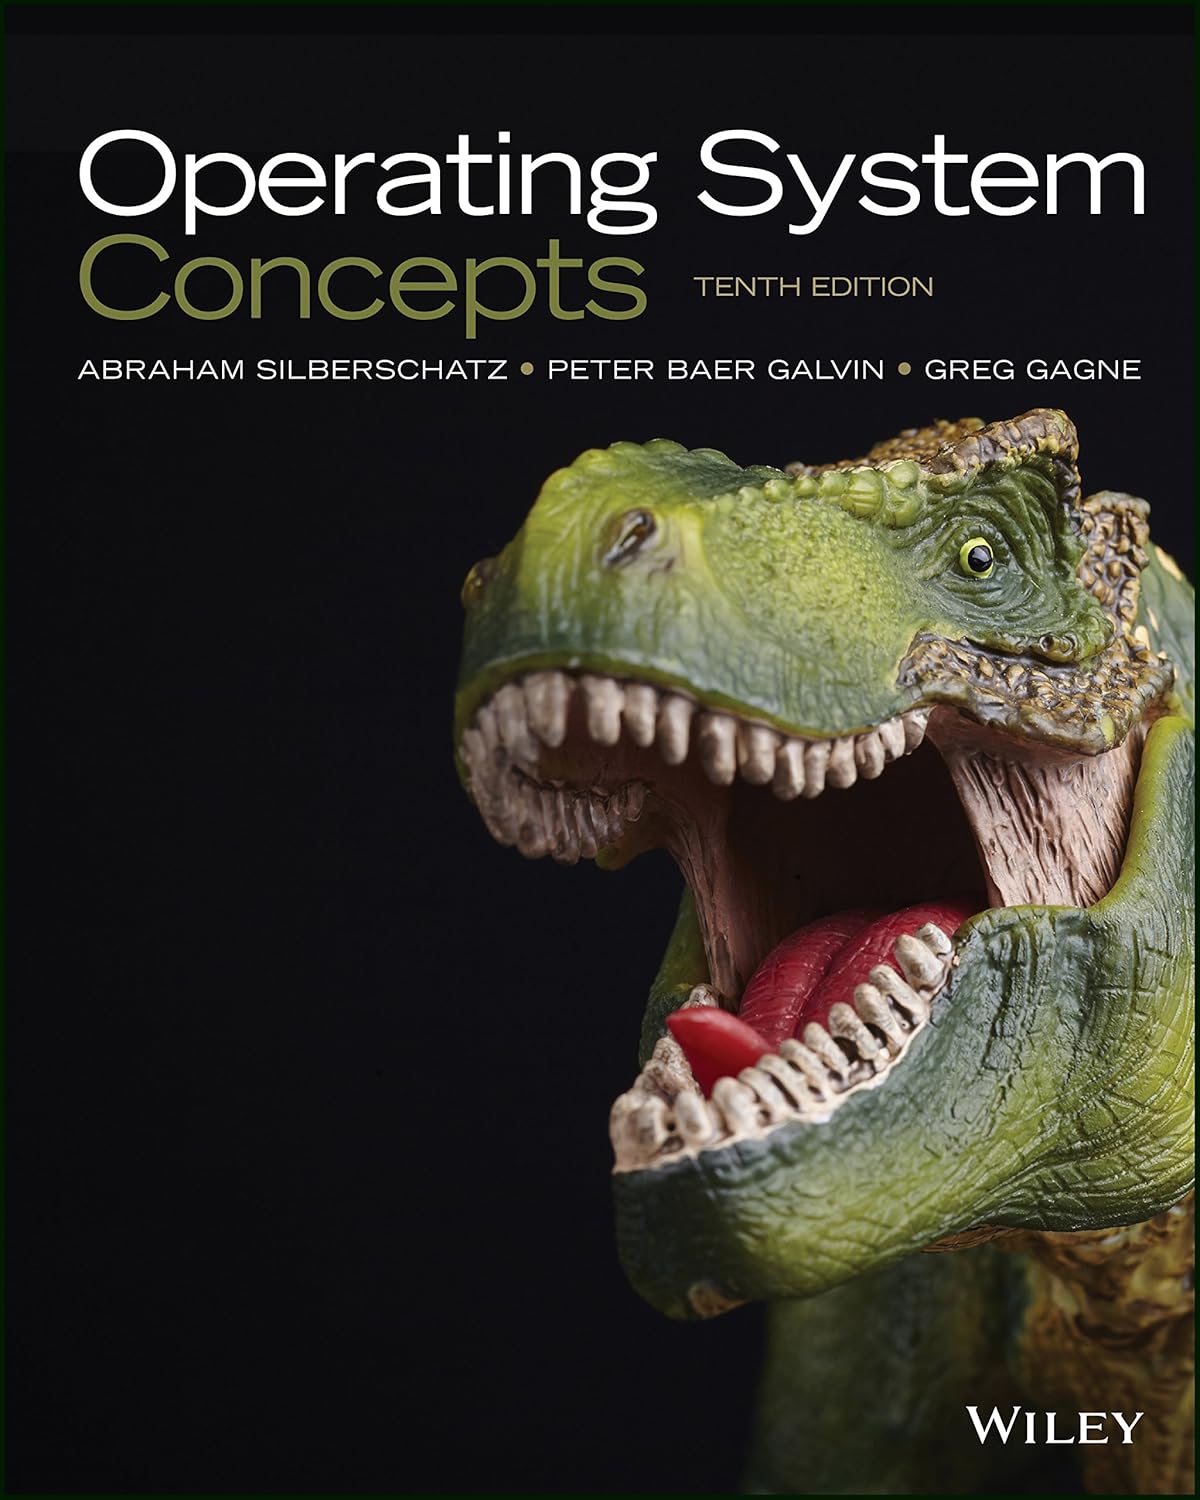 Operating System
Concepts TENTH EDITION
ABRAHAM SILBERSCHATZ • PETER BAER GALVIN • GREG GAGNE
WILEY